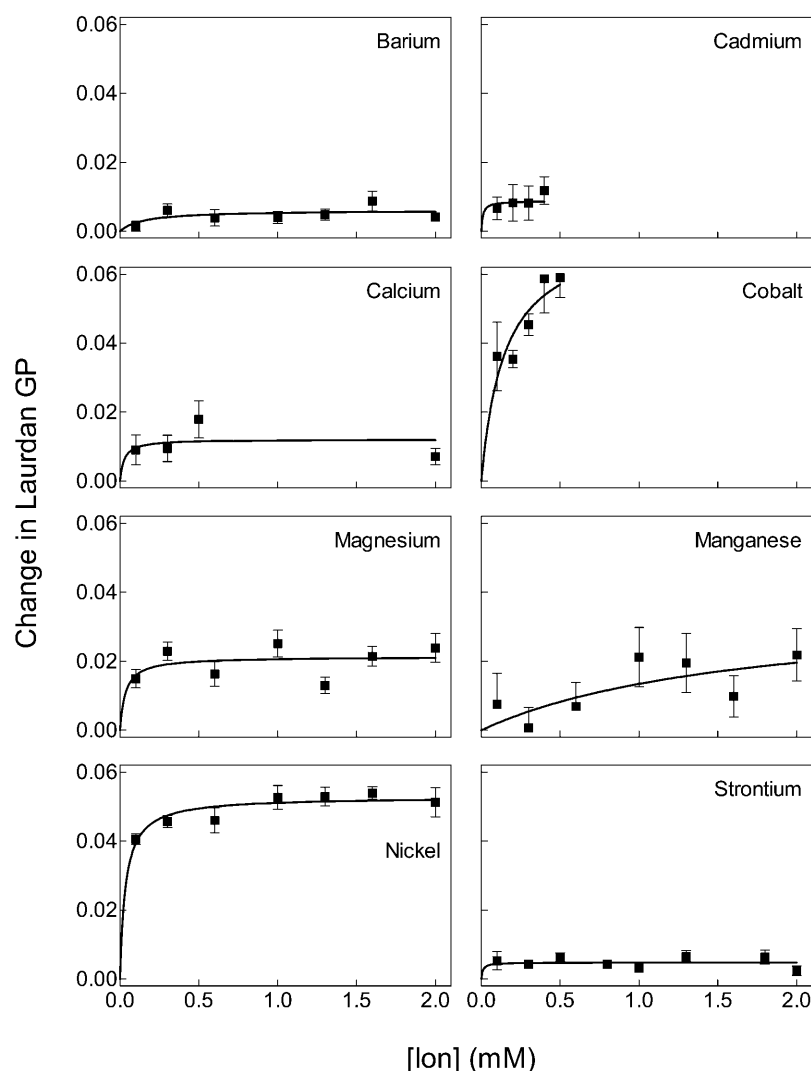 0.06
0.04
0.02
0.00
Barium
Cadmium
0.06
0.04
0.02
0.00
Calcium
Cobalt
Change in Laurdan GP
0.06
0.04
0.02
0.00
Magnesium
Manganese
0.06
0.04
0.02
0.00
Nickel
Strontium
0.0 0.5 1.0 1.5 2.0 0.0 0.5 1.0 1.5 2.0
[Ion] (mM)